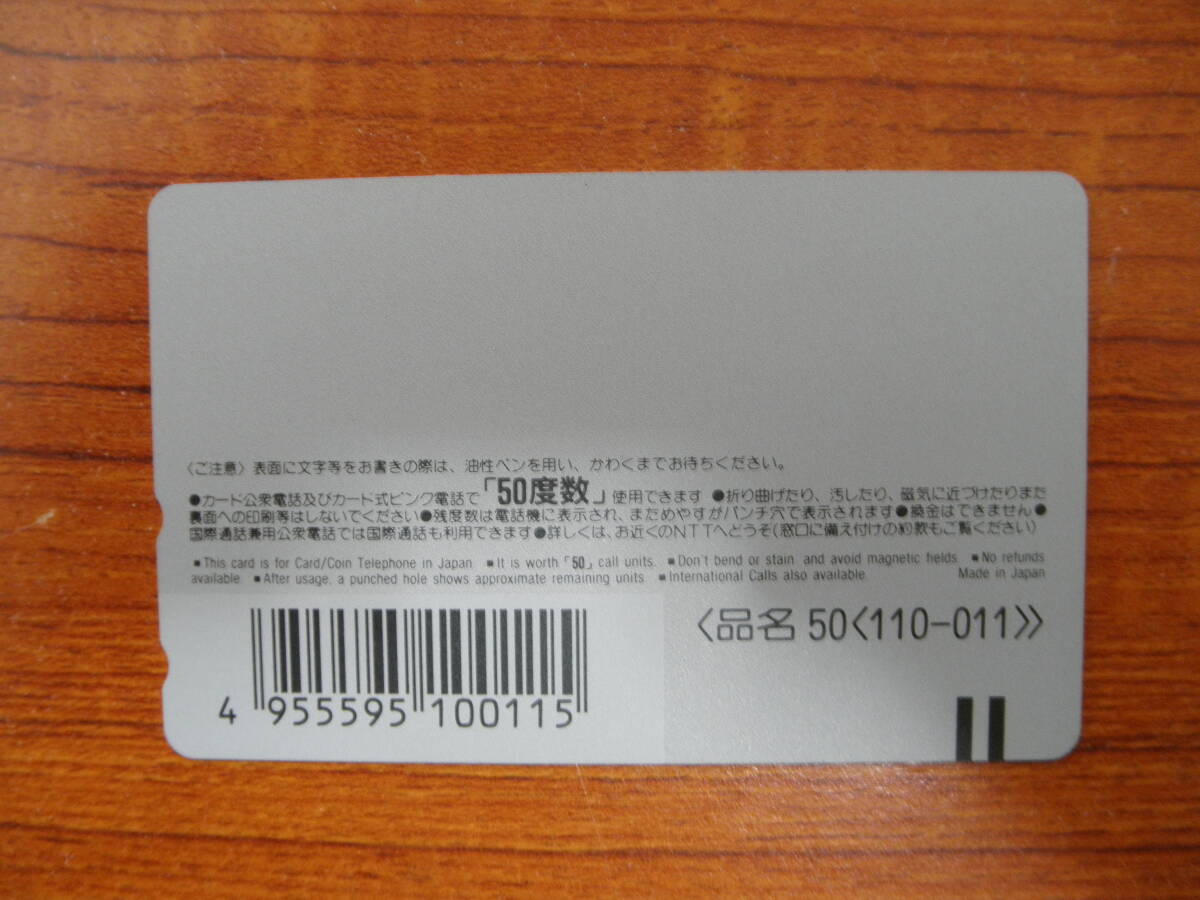 〈ご注意〉表面に文字等をお書きの際は、油性ペンを用い、かわくまでお待ちください。
●カード公衆電話及びカード式ピンク電話で「50度数」使用できます ●折り曲げたり、汚したり、磁気に近づけたりまた
裏面への印刷等はしないでください●残度数は電話機に表示され、まためやすがパンチ穴で表示されます●換金はできません●
国際通話兼用公衆電話では国際通話も利用できます●詳しくは、お近くのNTTへどうぞ(窓口に備え付けの約款もご覧ください)
■This card is for Card/Coin Telephone in Japan ■It is worth「50」call units. ■Don't bend or stain and avoid magnetic fields ■No refunds
available ■After usage, a punched hole shows approximate remaining units ■International Calls also available. Made in Japan
〈品名 50〈110-011〉〉
4 955595 100115